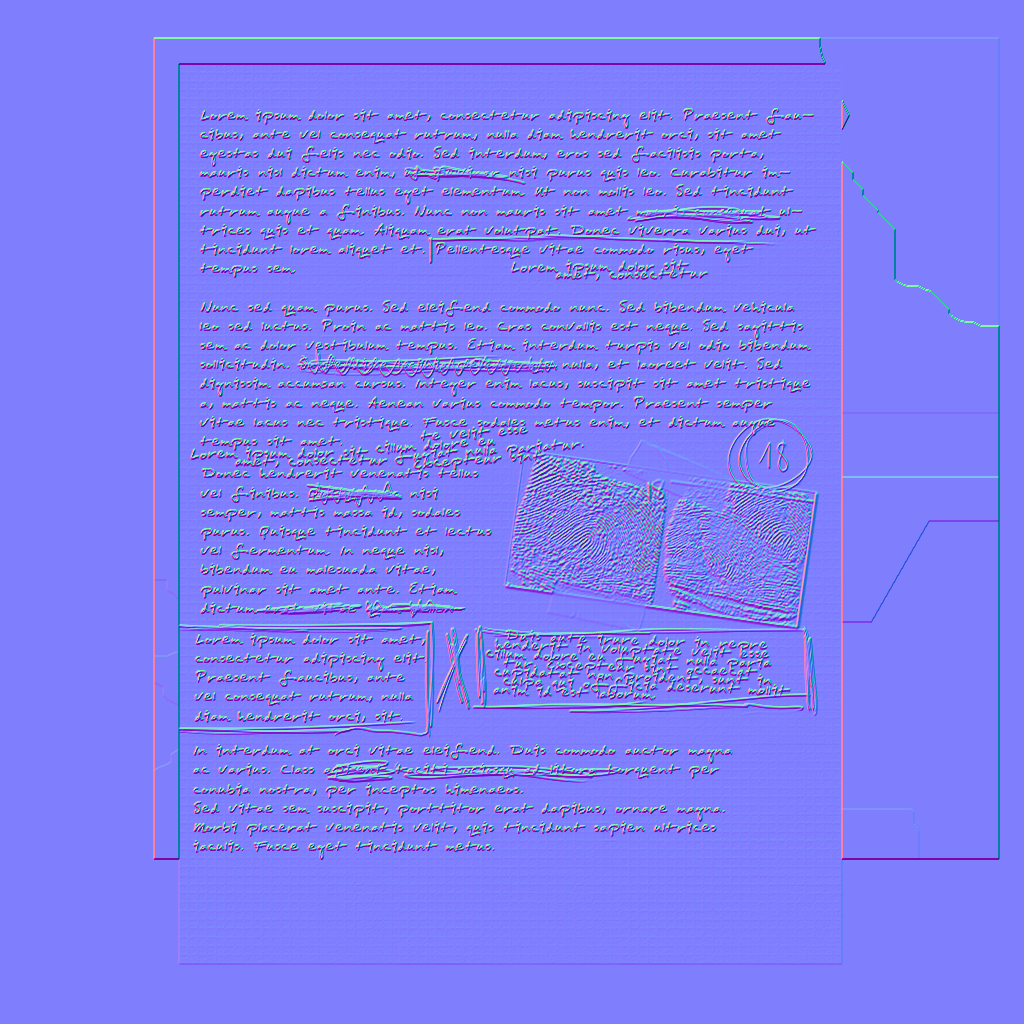 Lorem ipsum dolor sit amet, consectetur adipiscing elit. Praesent fau-
cibus, ante vel consequat rutrum, nulla diam hendrerit orci, sit amet
egestas dui felis nec odio. Sed interdum, eros sed facilisis porta,
mauris nisl dictum enim, nisi purus quis leo. Curabitur im-
perdiet dapibus tellus eget elementum. Ut non mollis leo. Sed tincidunt
rutrum augue a finibus. Nunc non mauris sit amet ul-
trices quis et quam. Aliquam erat volutpat. Donec viverra varius dui, ut
tincidunt lorem aliquet et. Pellentesque vitae commodo risus, eget
tempus sem
Lorem ipsum dolor sit
amet, consectetur
Nunc sed quam purus. Sed eleifend commodo nunc. Sed bibendum vehicula
leo sed luctus. Proin ac mattis leo. Cras convallis est neque. Sed sagittis
sem ac dolor vestibulum tempus. Etiam interdum turpis vel odio bibendum
sollicitudin. nulla, et laoreet velit. Sed
dignissim accumsan cursus. Integer enim lacus, suscipit sit amet tristique
a, mattis ac neque. Aenean varius commodo tempor. Praesent semper
vitae lacus nec tristique. Fusce sodales metus enim, et dictum augue
tempus sit amet.
te velit esse
Lorem ipsum dolor sit cillum dolore eu
amet, consectetur fugiat nulla pariatur.
Excepteur sint
18
Donec hendrerit venenatis tellus
vel finibus. nisi
semper, mattis massa id, sodales
purus. Quisque tincidunt et lectus
vel fermentum in neque nisl,
bibendum eu malesuada vitae,
pulvinar sit amet ante. Etiam
dictum
Lorem ipsum dolor sit amet,
consectetur adipiscing elit
Praesent faucibus, ante
vel consequat rutrum, nulla
diam hendrerit orci, sit.
X
Duis aute irure dolor in repre
henderit in voluptate velit esse
cillum dolore eu fugiat nulla paria
tur. Excepteur sint occaecat
cupidatat non proident, sunt in
culpa qui officia deserunt mollit
anim id est laborum.
In interdum at orci vitae eleifend. Duis commodo auctor magna
ac varius. Class aptent taciti sociosqu ad litora torquent per
conubia nostra, per inceptos himenaeos.
Sed vitae sem suscipit, porttitor erat dapibus, ornare magna.
Morbi placerat venenatis velit, quis tincidunt sapien ultrices
iaculis. Fusce eget tincidunt metus.